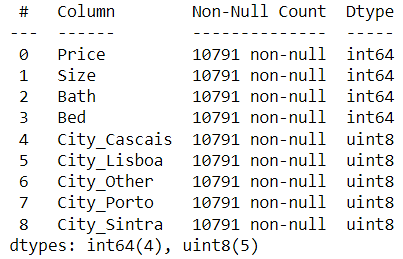 #   Column        Non-Null Count  Dtype
---  ------        --------------  -----
0   Price         10791 non-null  int64
1   Size          10791 non-null  int64
2   Bath          10791 non-null  int64
3   Bed           10791 non-null  int64
4   City_Cascais  10791 non-null  uint8
5   City_Lisboa   10791 non-null  uint8
6   City_Other    10791 non-null  uint8
7   City_Porto    10791 non-null  uint8
8   City_Sintra   10791 non-null  uint8
dtypes: int64(4), uint8(5)